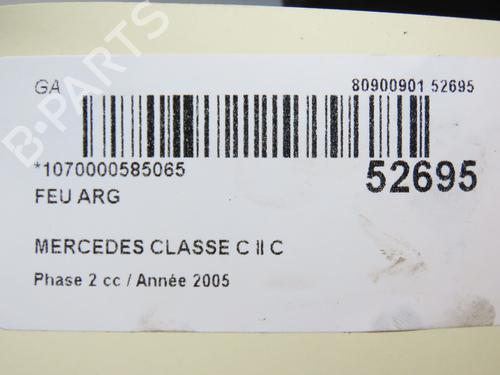 GA
80900901 52695
*1070000585065
52695
FEU ARG
MERCEDES CLASSE C II C
Phase 2 cc / Année 2005
B-PARTS